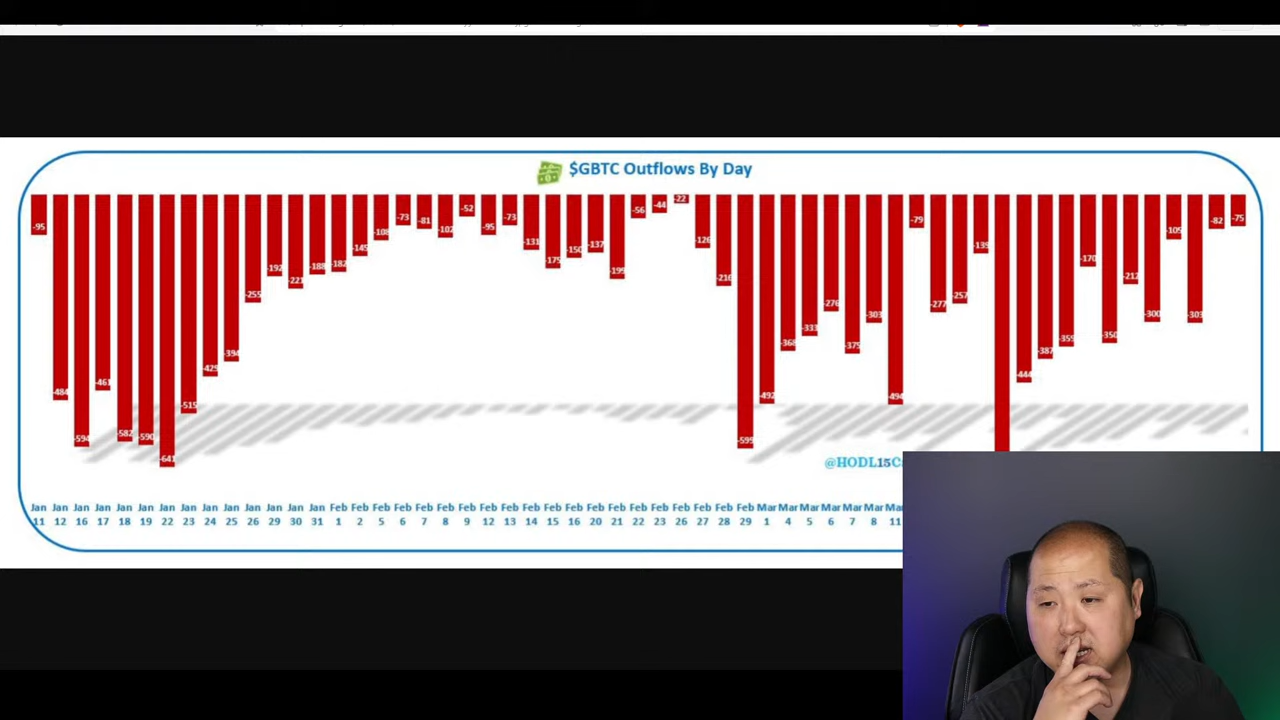 $GBTC Outflows By Day
-95 -484 -594 -461 -582 -590 -641 -515 -429 -394 -255 -192 -221 -188 -182 -145 -108 -73 -81 -102 -52 -95 -73 -131 -175 -150 -137 -199 -56 -44 -22 -126 -216 -599 -492 -368 -333 -276 -375 -303 -494 -79 -277 -257 -139 -444 -387 -359 -170 -350 -212 -300 -105 -303 -82 -75
@HODL15C
Jan Jan Jan Jan Jan Jan Jan Jan Jan Jan Jan Jan Jan Jan Feb Feb Feb Feb Feb Feb Feb Feb Feb Feb Feb Feb Feb Feb Feb Feb Feb Feb Feb Feb Mar Mar Mar Mar Mar Mar Mar
11 12 16 17 18 19 22 23 24 25 26 29 30 31 1 2 5 6 7 8 9 12 13 14 15 16 20 21 22 23 26 27 28 29 1 4 5 6 7 8 11